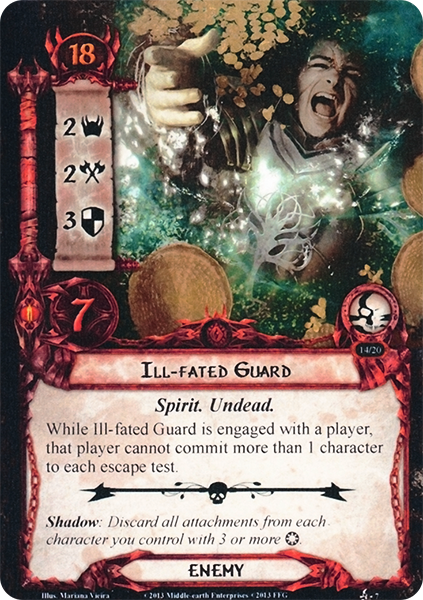 18
2
2
3
7
14/20
Ill-fated Guard
Spirit. Undead.
While Ill-fated Guard is engaged with a player,
that player cannot commit more than 1 character
to each escape test.
Shadow: Discard all attachments from each
character you control with 3 or more
ENEMY
Illus. Mariana Vieira ©2013 Middle-earth Enterprises ©2013 FFG 7